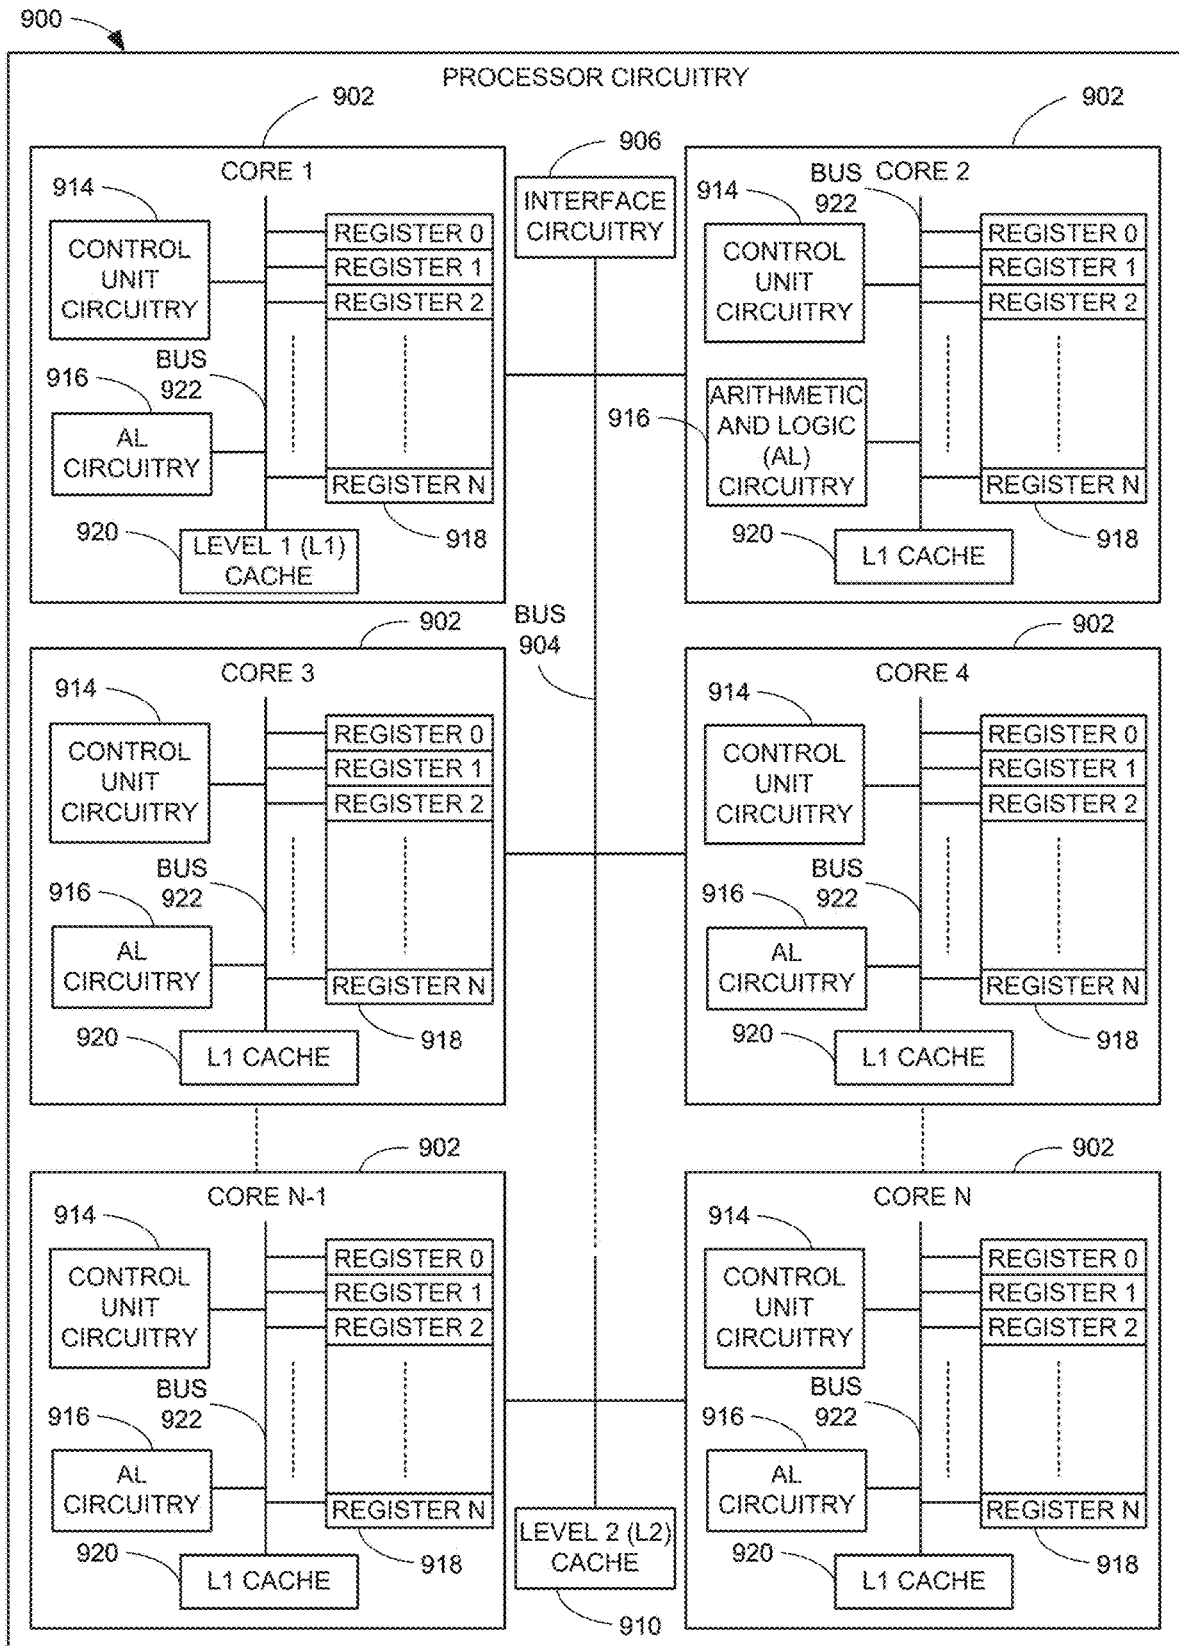 900
PROCESSOR CIRCUITRY
902
CORE 1
914
CONTROL
UNIT
CIRCUITRY
REGISTER 0
REGISTER 1
REGISTER 2
BUS
922
916
AL
CIRCUITRY
REGISTER N
920
LEVEL 1 (L1)
CACHE
918
906
INTERFACE
CIRCUITRY
902
CORE 2
BUS
922
914
CONTROL
UNIT
CIRCUITRY
REGISTER 0
REGISTER 1
REGISTER 2
916
ARITHMETIC
AND LOGIC
(AL)
CIRCUITRY
REGISTER N
920
L1 CACHE
918
BUS
904
902
CORE 3
914
CONTROL
UNIT
CIRCUITRY
REGISTER 0
REGISTER 1
REGISTER 2
BUS
922
916
AL
CIRCUITRY
REGISTER N
920
L1 CACHE
918
902
CORE 4
914
CONTROL
UNIT
CIRCUITRY
REGISTER 0
REGISTER 1
REGISTER 2
BUS
922
916
AL
CIRCUITRY
REGISTER N
920
L1 CACHE
918
902
CORE N-1
914
CONTROL
UNIT
CIRCUITRY
REGISTER 0
REGISTER 1
REGISTER 2
BUS
922
916
AL
CIRCUITRY
REGISTER N
920
L1 CACHE
918
LEVEL 2 (L2)
CACHE
910
902
CORE N
914
CONTROL
UNIT
CIRCUITRY
REGISTER 0
REGISTER 1
REGISTER 2
BUS
922
916
AL
CIRCUITRY
REGISTER N
920
L1 CACHE
918